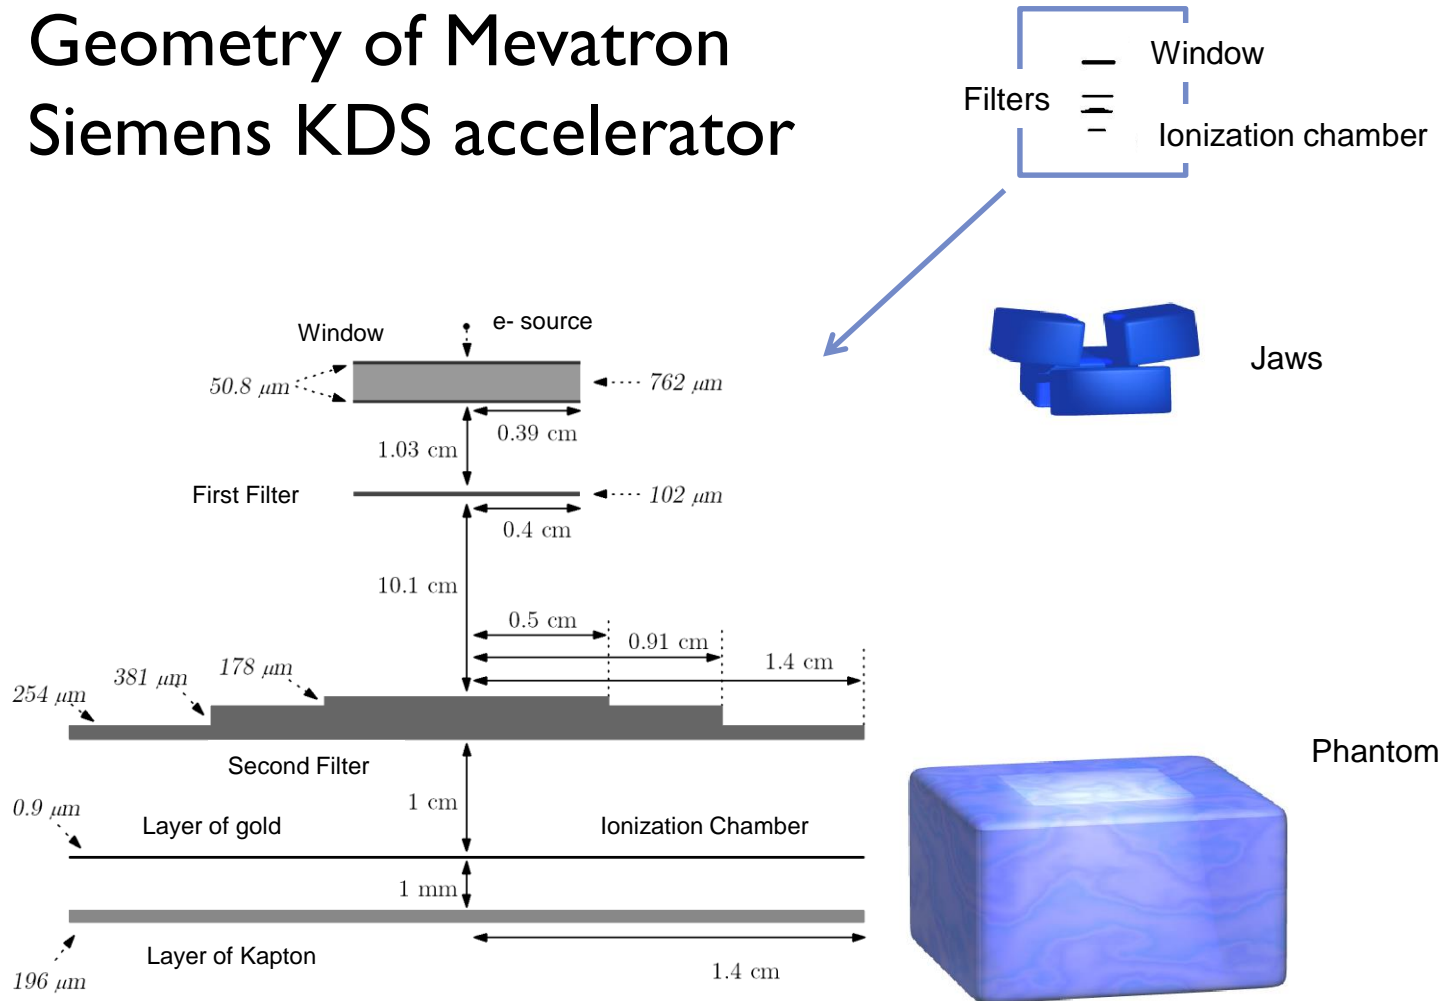 Geometry of Mevatron
Siemens KDS accelerator
Window
Filters
Ionization chamber
Jaws
Window
e- source
50.8 μm
762 μm
0.39 cm
1.03 cm
First Filter
102 μm
0.4 cm
10.1 cm
0.5 cm
0.91 cm
1.4 cm
178 μm
381 μm
254 μm
Second Filter
Phantom
1 cm
0.9 μm
Layer of gold
Ionization Chamber
1 mm
Layer of Kapton
1.4 cm
196 μm